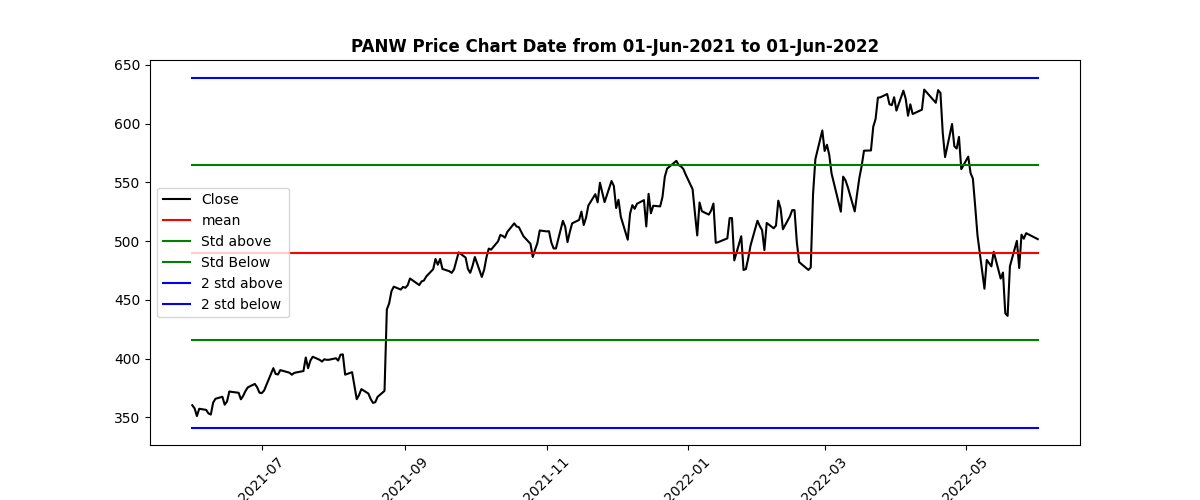 PANW Price Chart Date from 01-Jun-2021 to 01-Jun-2022
650
600
550
500
450
400
350
Close
mean
Std above
Std Below
2 std above
2 std below
2021-07
2021-09
2021-11
2022-01
2022-03
2022-05